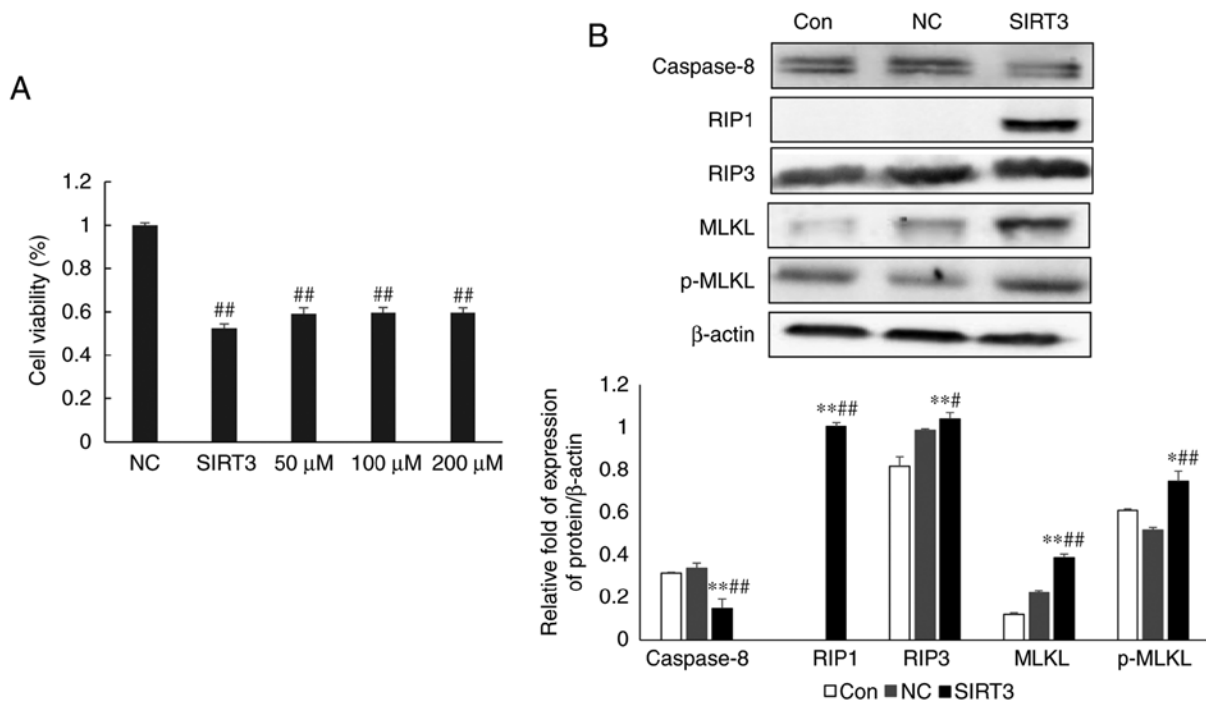 A
Cell viability (%)
1.2
1
0.8
0.6
0.4
0.2
0
##
##
##
##
NC SIRT3 50 μM 100 μM 200 μM
B
Con NC SIRT3
Caspase-8
RIP1
RIP3
MLKL
p-MLKL
β-actin
Relative fold of expression
of protein/β-actin
1.2
1
0.8
0.6
0.4
0.2
0
**##
**##
**#
**##
*##
Caspase-8 RIP1 RIP3 MLKL p-MLKL
Con NC SIRT3